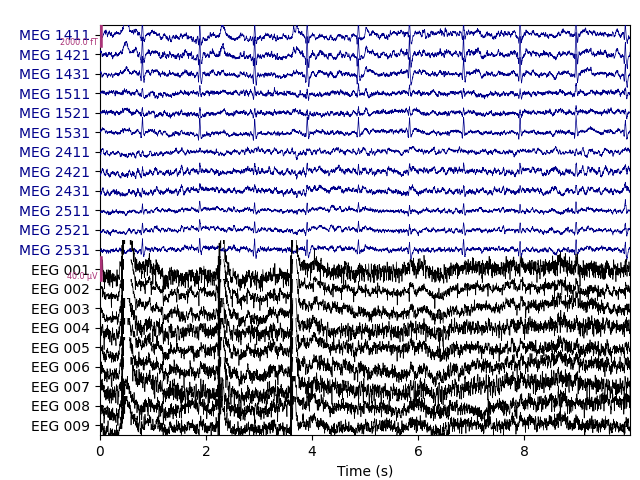 MEG 1411
2000.0 fT
MEG 1421
MEG 1431
MEG 1511
MEG 1521
MEG 1531
MEG 2411
MEG 2421
MEG 2431
MEG 2511
MEG 2521
MEG 2531
EEG 001
40.0 µV
EEG 002
EEG 003
EEG 004
EEG 005
EEG 006
EEG 007
EEG 008
EEG 009
0 2 4 6 8
Time (s)